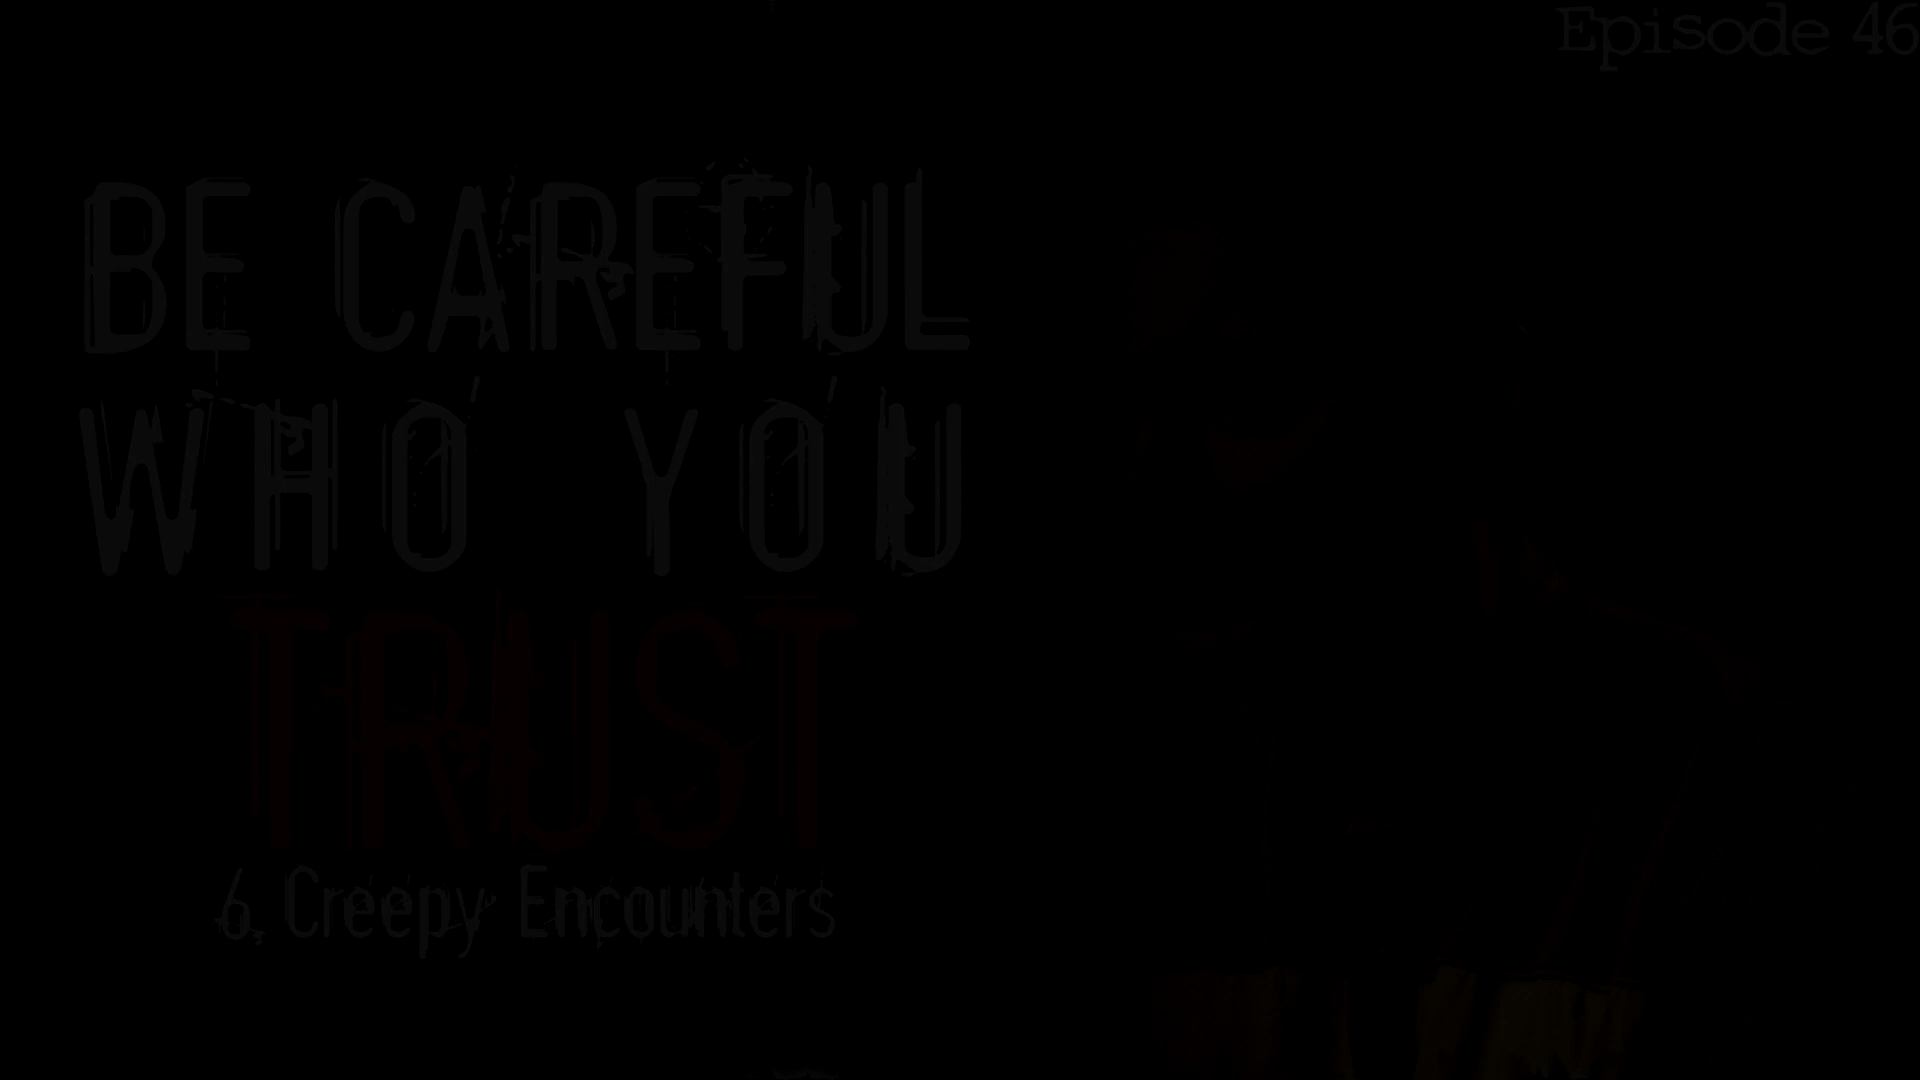 Episode 46
BE CAREFUL
WHO YOU
TRUST
6 Creepy Encounters